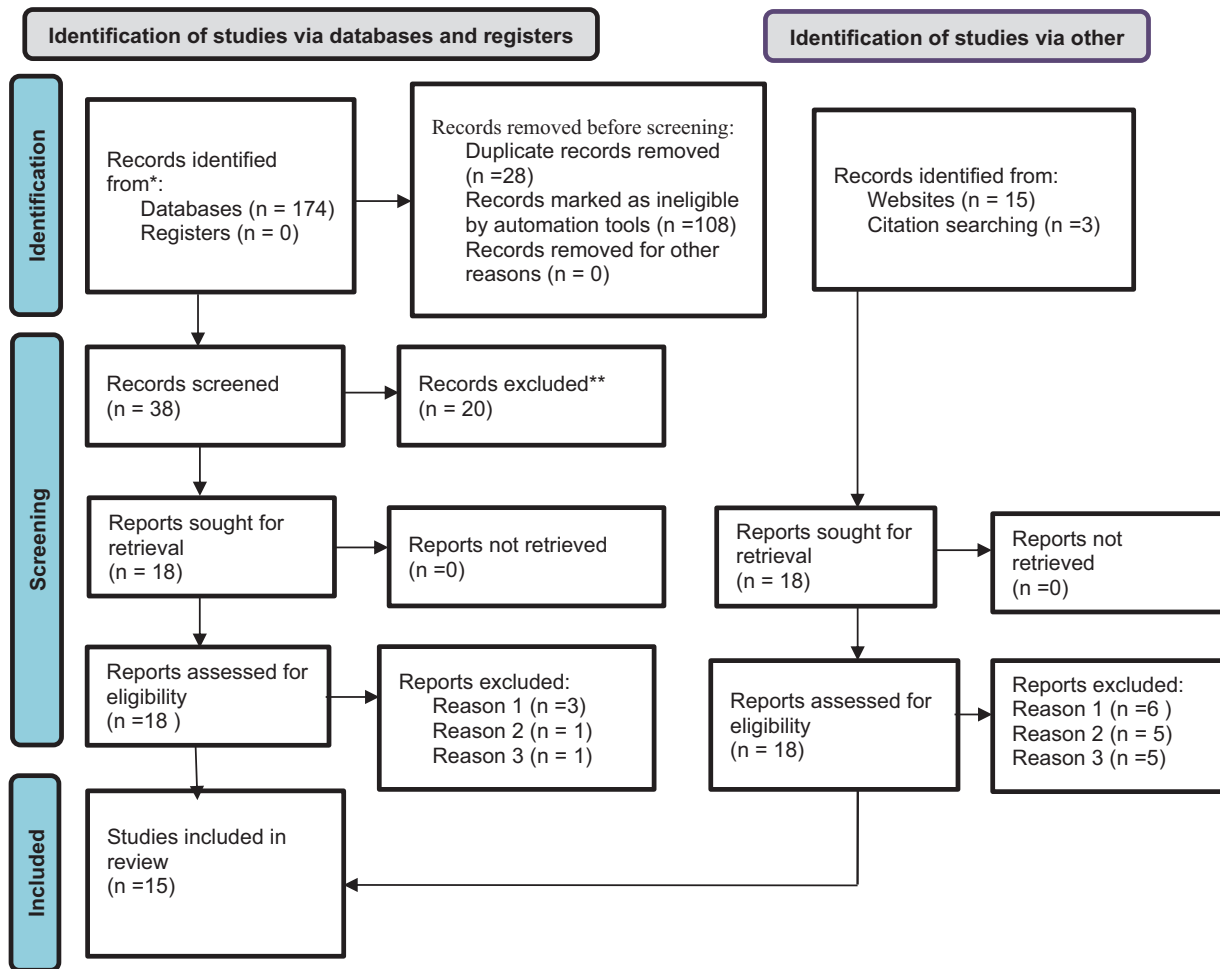 Identification of studies via databases and registers
Identification of studies via other
Identification
Records identified
from*:
Databases (n = 174)
Registers (n = 0)
Records removed before screening:
Duplicate records removed
(n =28)
Records marked as ineligible
by automation tools (n =108)
Records removed for other
reasons (n = 0)
Records identified from:
Websites (n = 15)
Citation searching (n =3)
Screening
Records screened
(n = 38)
Records excluded**
(n = 20)
Reports sought for
retrieval
(n = 18)
Reports not retrieved
(n =0)
Reports sought for
retrieval
(n = 18)
Reports not
retrieved
(n =0)
Reports assessed for
eligibility
(n =18 )
Reports excluded:
Reason 1 (n =3)
Reason 2 (n = 1)
Reason 3 (n = 1)
Reports assessed for
eligibility
(n = 18)
Reports excluded:
Reason 1 (n =6 )
Reason 2 (n = 5)
Reason 3 (n =5)
Included
Studies included in
review
(n =15)